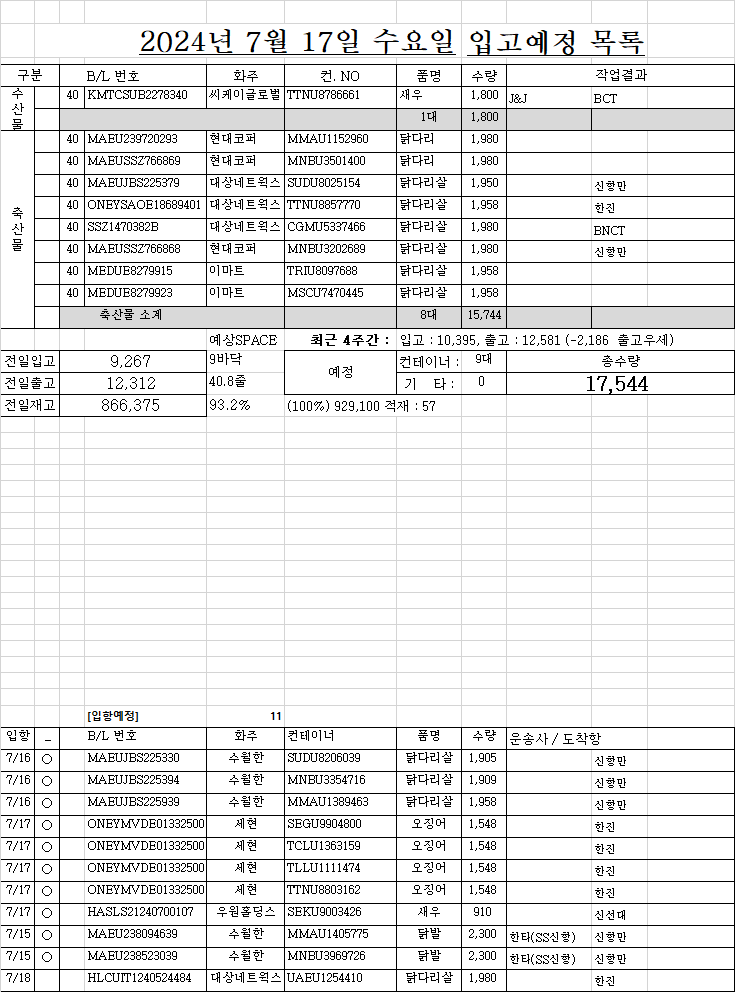 2024년 7월 17일 수요일 입고예정 목록
구분 B/L 번호 화주 컨. NO 품명 수량 작업결과
수산물 40 KMTCSUB2278340 씨케이글로벌 TTNU8786661 새우 1,800 J&J BCT
1대 1,800
축산물 40 MAEU239720293 현대코퍼 MMAU1152960 닭다리 1,980
40 MAEUSSZ766869 현대코퍼 MNBU3501400 닭다리 1,980
40 MAEUJBS225379 대상네트웍스 SUDU8025154 닭다리살 1,950 신항만
40 ONEYSAOE18689401 대상네트웍스 TTNU8857770 닭다리살 1,958 한진
40 SSZ1470382B 대상네트웍스 CGMU5337466 닭다리살 1,980 BNCT
40 MAEUSSZ766868 현대코퍼 MNBU3202689 닭다리살 1,980 신항만
40 MEDUE8279915 이마트 TRIU8097688 닭다리살 1,958
40 MEDUE8279923 이마트 MSCU7470445 닭다리살 1,958
축산물 소계 8대 15,744
예상SPACE 최근 4주간 : 입고 : 10,395, 출고 : 12,581 (-2,186 출고우세)
전일입고 9,267 9바닥 예정 컨테이너 : 9대 총수량
전일출고 12,312 40.8줄 기 타 : 0 17,544
전일재고 866,375 93.2% (100%) 929,100 적재 : 57
[입항예정] 11
입항 _ B/L 번호 화주 컨테이너 품명 수량 운송사 / 도착항
7/16 ○ MAEUJBS225330 수월한 SUDU8206039 닭다리살 1,905 신항만
7/16 ○ MAEUJBS225394 수월한 MNBU3354716 닭다리살 1,909 신항만
7/16 ○ MAEUJBS225939 수월한 MMAU1389463 닭다리살 1,958 신항만
7/17 ○ ONEYMVDE01332500 세현 SEGU9904800 오징어 1,548 한진
7/17 ○ ONEYMVDE01332500 세현 TCLU1363159 오징어 1,548 한진
7/17 ○ ONEYMVDE01332500 세현 TLLU1111474 오징어 1,548 한진
7/17 ○ ONEYMVDE01332500 세현 TTNU8803162 오징어 1,548 한진
7/17 ○ HASLS21240700107 우원홀딩스 SEKU9003426 새우 910 신선대
7/15 ○ MAEU238094639 수월한 MMAU1405775 닭발 2,300 한타(SS신항) 신항만
7/15 ○ MAEU238523039 수월한 MNBU3969726 닭발 2,300 한타(SS신항) 신항만
7/18 HLCUIT1240524484 대상네트웍스 UAEU1254410 닭다리살 1,980 한진